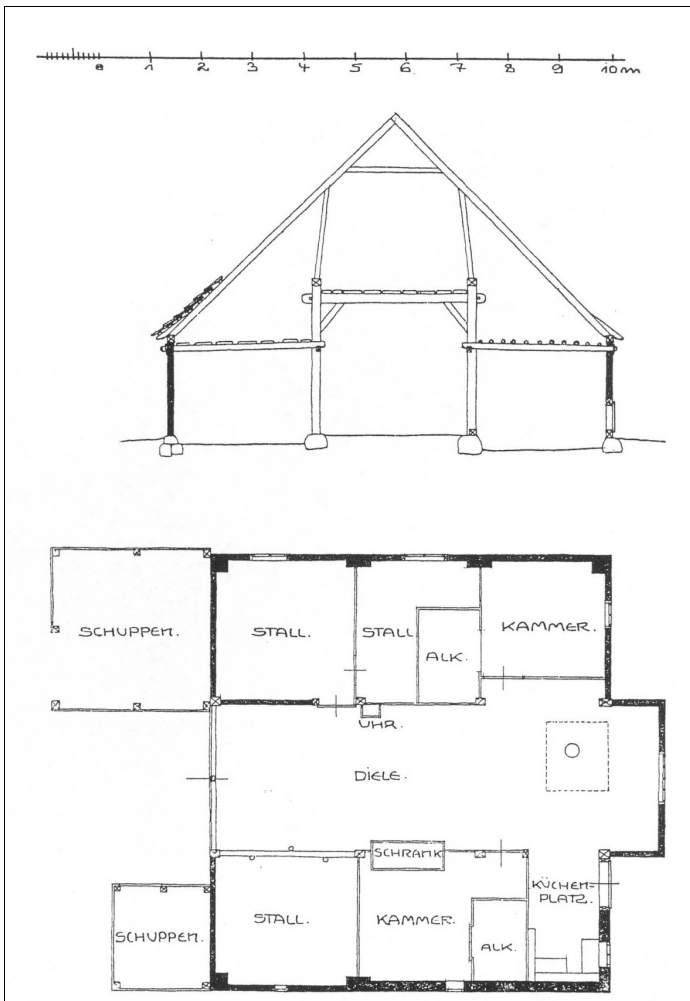 0 1 2 3 4 5 6 7 8 9 10 m
SCHUPPEN. STALL. STALL KAMMER.
ALK.
UHR.
DIELE.
SCHRANK
KÜCHEN=
PLATZ.
STALL. KAMMER.
SCHUPPEN. ALK.